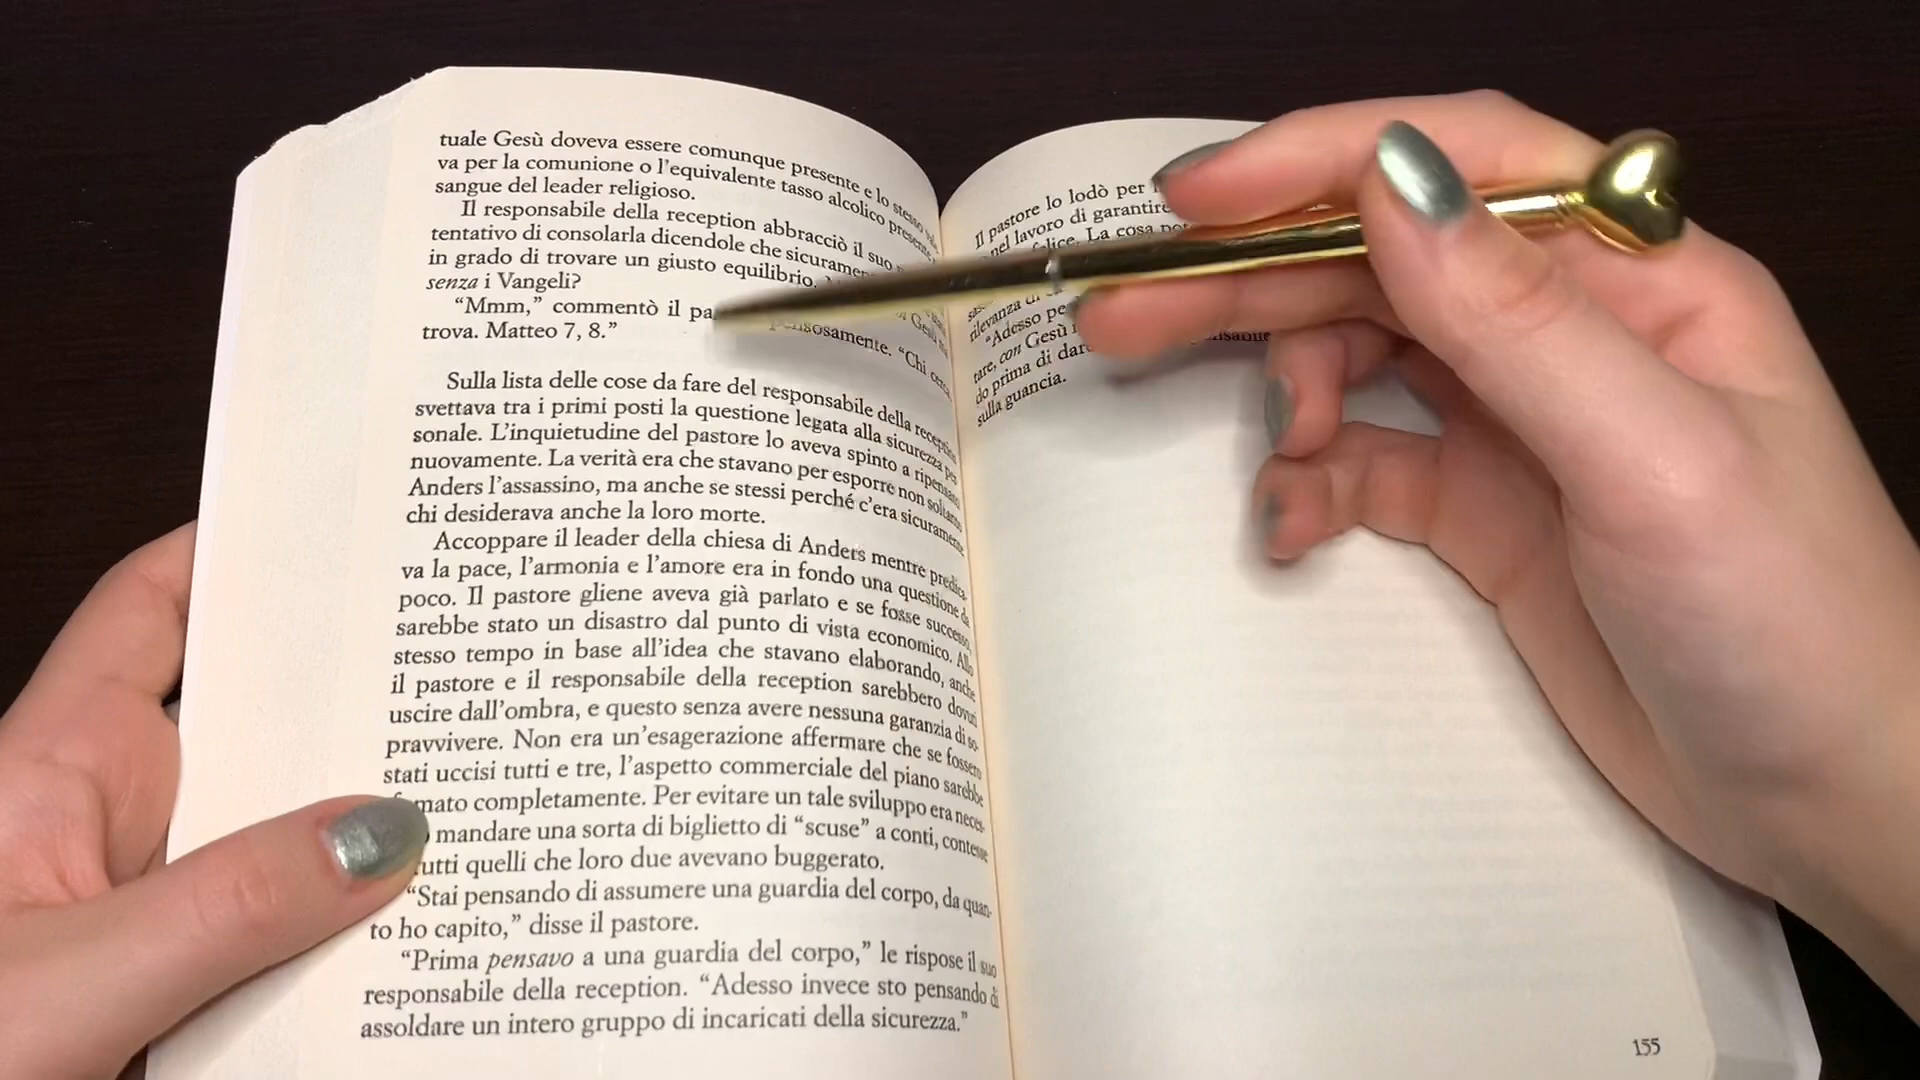 tuale Gesù doveva essere comunque presente e lo stesso vale-
va per la comunione o l'equivalente tasso alcolico presente
sangue del leader religioso.
Il responsabile della reception abbracciò il suo
tentativo di consolarla dicendole che sicuramen
in grado di trovare un giusto equilibrio.
senza i Vangeli?
“Mmm,” commentò il pa pensosamente. “Chi cerca
trova. Matteo 7, 8.”
Sulla lista delle cose da fare del responsabile della reception
svettava tra i primi posti la questione legata alla sicurezza per-
sonale. L'inquietudine del pastore lo aveva spinto a ripensarci
nuovamente. La verità era che stavano per esporre non soltanto
Anders l'assassino, ma anche se stessi perché c'era sicuramente
chi desiderava anche la loro morte.
Accoppare il leader della chiesa di Anders mentre predica-
va la pace, l'armonia e l'amore era in fondo una questione da
poco. Il pastore gliene aveva già parlato e se fosse successo,
sarebbe stato un disastro dal punto di vista economico. Allo
stesso tempo in base all'idea che stavano elaborando, anche
il pastore e il responsabile della reception sarebbero dovuti
uscire dall'ombra, e questo senza avere nessuna garanzia di so-
pravvivere. Non era un'esagerazione affermare che se fossero
stati uccisi tutti e tre, l'aspetto commerciale del piano sarebbe
mato completamente. Per evitare un tale sviluppo era neces-
mandare una sorta di biglietto di “scuse” a conti, contesse
tutti quelli che loro due avevano buggerato.
“Stai pensando di assumere una guardia del corpo, da quan-
to ho capito,” disse il pastore.
“Prima pensavo a una guardia del corpo,” le rispose il suo
responsabile della reception. “Adesso invece sto pensando di
assoldare un intero gruppo di incaricati della sicurezza.”
Il pastore lo lodò per
nel lavoro di garantire
felice. La cosa
rilevanza di
“Adesso
tare, con Gesù
do prima di dar
sulla guancia.
155